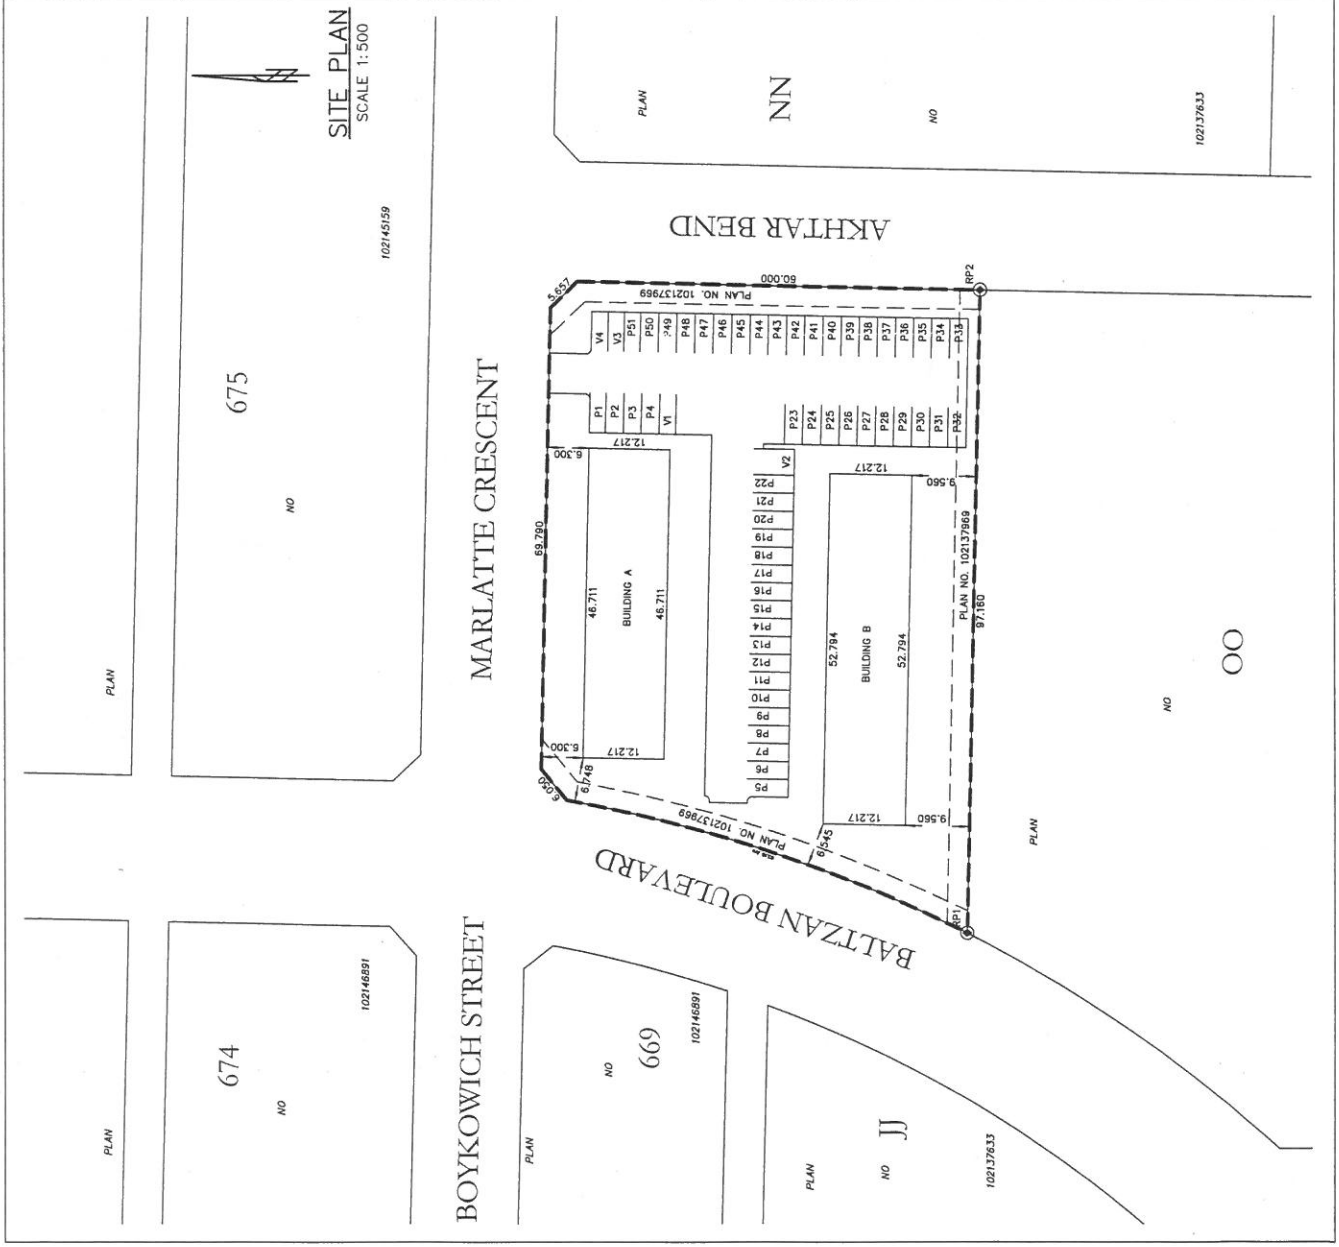 SITE PLAN
SCALE 1:500
675
PLAN
NO
102145159
PLAN
NN
NO
102137633
674
PLAN
NO
102146891
BOYKOWICH STREET
MARLATTE CRESCENT
AKHTAR BEND
BALTZAN BOULEVARD
669
PLAN
NO
102146891
JJ
PLAN
NO
102137633
OO
PLAN
NO
69.790
5.657
60.000
PLAN NO. 102137969
RP2
6.050
6.748
PLAN NO. 102137969
6.545
RP1
97.160
PLAN NO. 102137969
6.300
12.217
46.711
BUILDING A
46.711
6.300
12.217
12.217
9.560
52.794
BUILDING B
52.794
12.217
9.560
V4
V3
P51
P50
P49
P48
P47
P46
P45
P44
P43
P42
P41
P40
P39
P38
P37
P36
P35
P34
P33
P1
P2
P3
P4
V1
P23
P24
P25
P26
P27
P28
P29
P30
P31
P32
V2
P22
P21
P20
P19
P18
P17
P16
P15
P14
P13
P12
P11
P10
P9
P8
P7
P6
P5